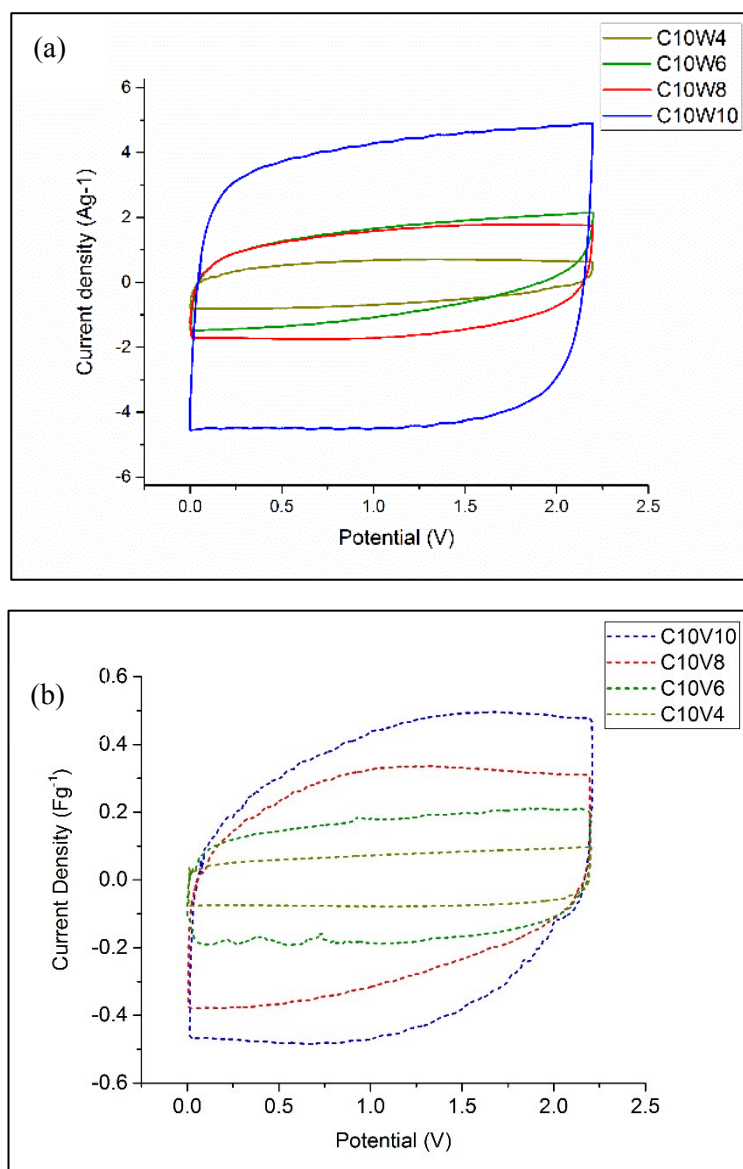 (a)
C10W4
C10W6
C10W8
C10W10
6
4
2
0
-2
-4
-6
Current density (Ag-1)
0.0 0.5 1.0 1.5 2.0 2.5
Potential (V)
(b)
C10V10
C10V8
C10V6
C10V4
0.6
0.4
0.2
0.0
-0.2
-0.4
-0.6
Current Density (Fg⁻¹)
0.0 0.5 1.0 1.5 2.0 2.5
Potential (V)